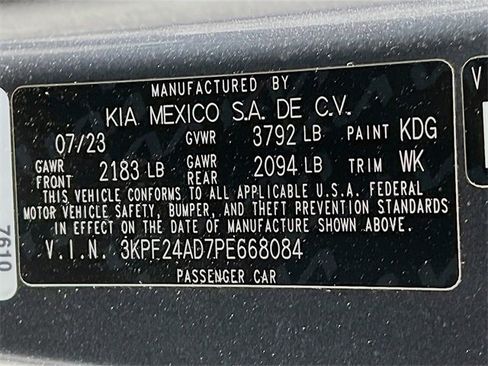 MANUFACTURED BY
KIA MEXICO S.A. DE C.V.
07/23 GVWR 3792 LB PAINT KDG
GAWR FRONT 2183 LB GAWR REAR 2094 LB TRIM WK
THIS VEHICLE CONFORMS TO ALL APPLICABLE U.S.A. FEDERAL
MOTOR VEHICLE SAFETY, BUMPER, AND THEFT PREVENTION STANDARDS
IN EFFECT ON THE DATE OF MANUFACTURE SHOWN ABOVE.
V.I.N. 3KPF24AD7PE668084
PASSENGER CAR
7610
V